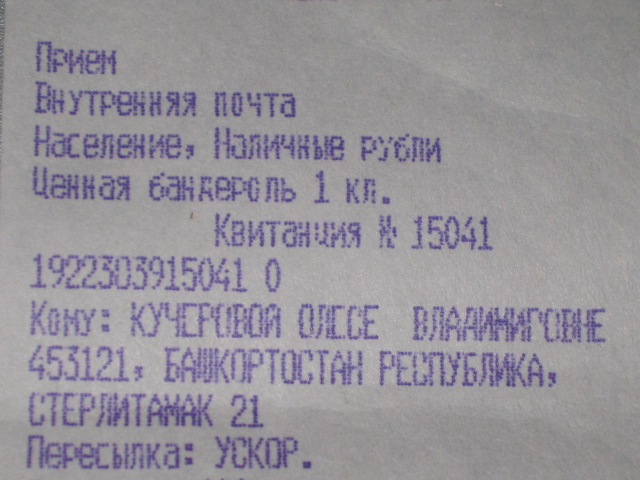 Прием
Внутренняя почта
Население, Наличные рубли
Ценная бандероль 1 кл.
Квитанция № 15041
1922303915041 0
Кому: КУЧЕРОВОЙ ОЛЕСЕ ВЛАДИМИРОВНЕ
453121, БАШКОРТОСТАН РЕСПУБЛИКА,
СТЕРЛИТАМАК 21
Пересылка: УСКОР.